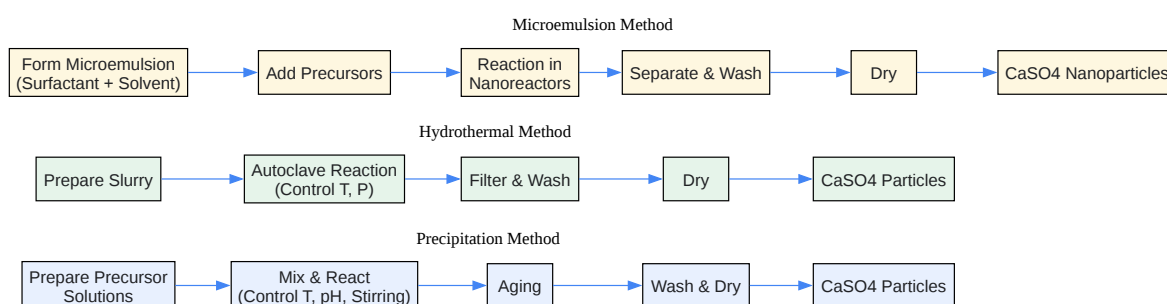 Microemulsion Method
Form Microemulsion
(Surfactant + Solvent)
Add Precursors
Reaction in
Nanoreactors
Separate & Wash
Dry
CaSO4 Nanoparticles
Hydrothermal Method
Prepare Slurry
Autoclave Reaction
(Control T, P)
Filter & Wash
Dry
CaSO4 Particles
Precipitation Method
Prepare Precursor
Solutions
Mix & React
(Control T, pH, Stirring)
Aging
Wash & Dry
CaSO4 Particles